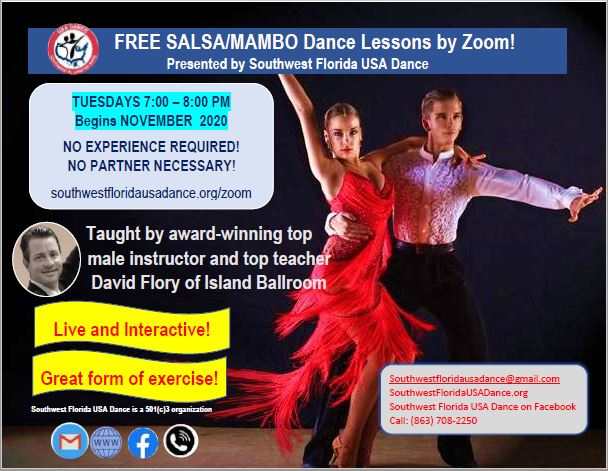 USA DANCE
FREE SALSA/MAMBO Dance Lessons by Zoom!
Presented by Southwest Florida USA Dance
TUESDAYS 7:00 – 8:00 PM
Begins NOVEMBER 2020
NO EXPERIENCE REQUIRED!
NO PARTNER NECESSARY!
southwestfloridausadance.org/zoom
Taught by award-winning top
male instructor and top teacher
David Flory of Island Ballroom
Live and Interactive!
Great form of exercise!
Southwest Florida USA Dance is a 501(c)3 organization
WWW
Southwestfloridausadance@gmail.com
SouthwestFloridaUSADance.org
Southwest Florida USA Dance on Facebook
Call: (863) 708-2250